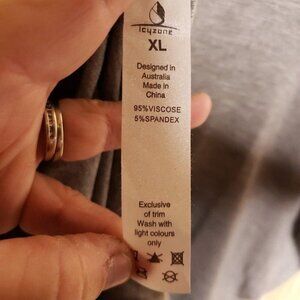 icyzone
XL
Designed in
Australia
Made in
China
95%VISCOSE
5%SPANDEX
Exclusive
of trim
Wash with
light colours
only